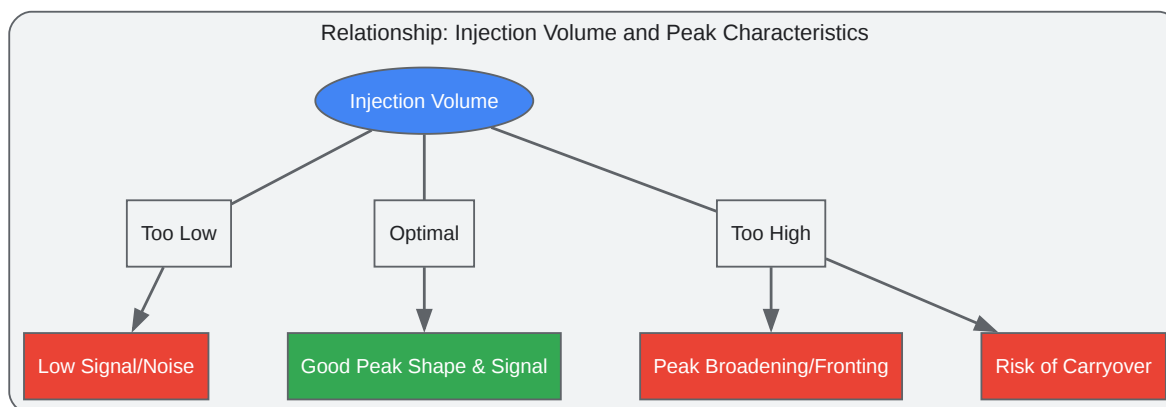 Relationship: Injection Volume and Peak Characteristics
Injection Volume
Too Low
Optimal
Too High
Low Signal/Noise
Good Peak Shape & Signal
Peak Broadening/Fronting
Risk of Carryover